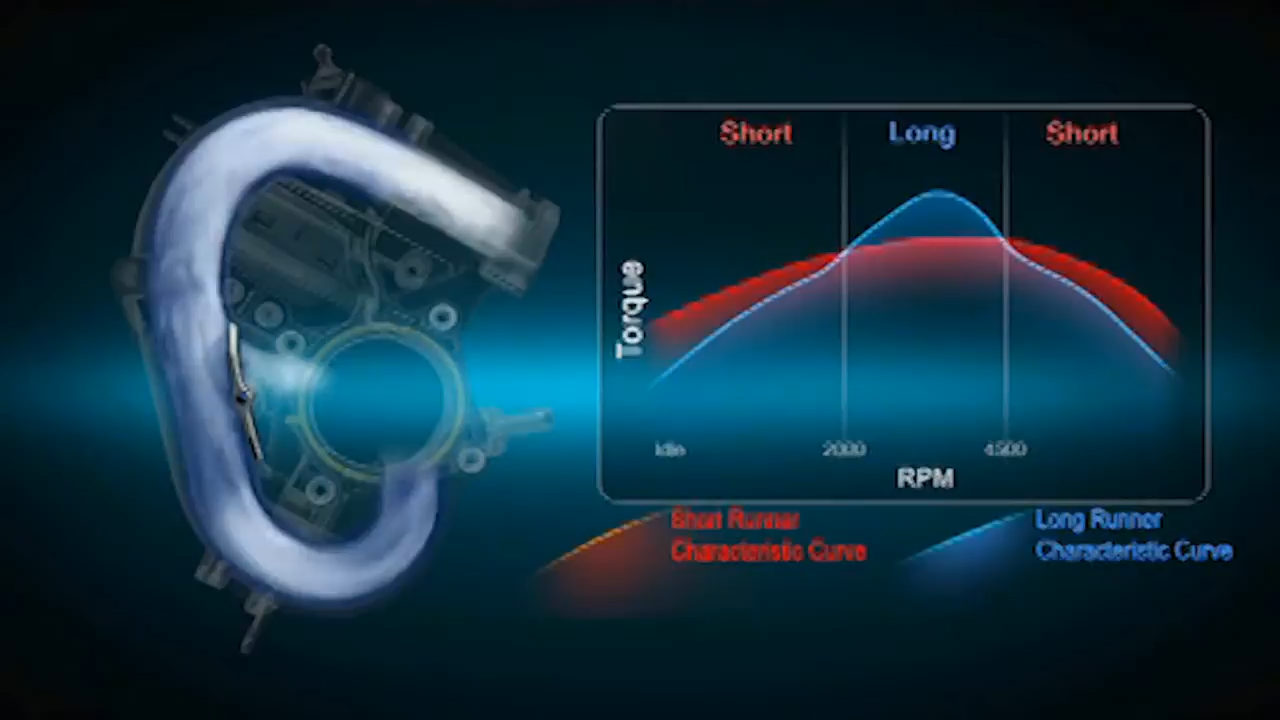 Short Long Short
Torque
Idle 2000 4500
RPM
Short Runner
Characteristic Curve
Long Runner
Characteristic Curve